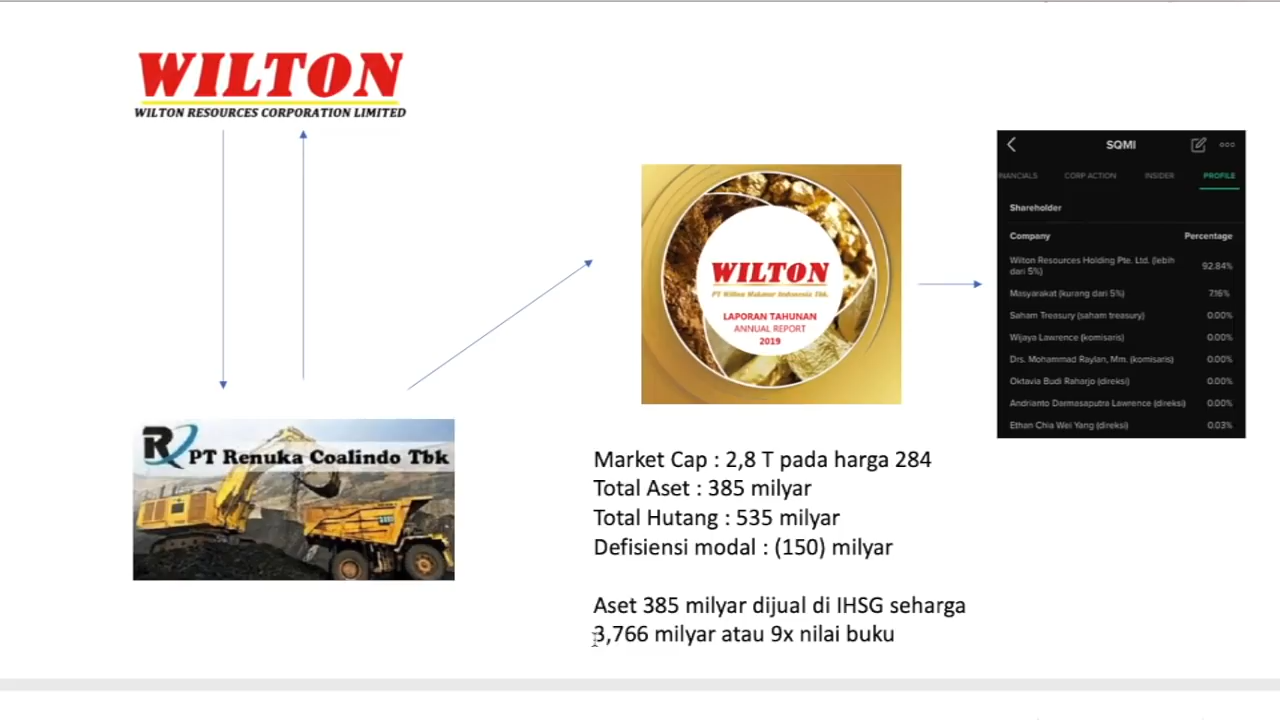 WILTON
WILTON RESOURCES CORPORATION LIMITED
PT Renuka Coalindo Tbk
WILTON
PT Wilton Makmur Indonesia Tbk.
LAPORAN TAHUNAN
ANNUAL REPORT
2019
SQMI
NANCIALS CORP ACTION INSIDER PROFILE
Shareholder
Company Percentage
Wilton Resources Holding Pte. Ltd. (lebih
dari 5%) 92.84%
Masyarakat (kurang dari 5%) 7.16%
Saham Treasury (saham treasury) 0.00%
Wijaya Lawrence (komisaris) 0.00%
Drs. Mohammad Raylan, Mm. (komisaris) 0.00%
Oktavia Budi Raharjo (direksi) 0.00%
Andrianto Darmasaputra Lawrence (direksi) 0.00%
Ethan Chia Wei Yang (direksi) 0.03%
Market Cap : 2,8 T pada harga 284
Total Aset : 385 milyar
Total Hutang : 535 milyar
Defisiensi modal : (150) milyar
Aset 385 milyar dijual di IHSG seharga
3,766 milyar atau 9x nilai buku